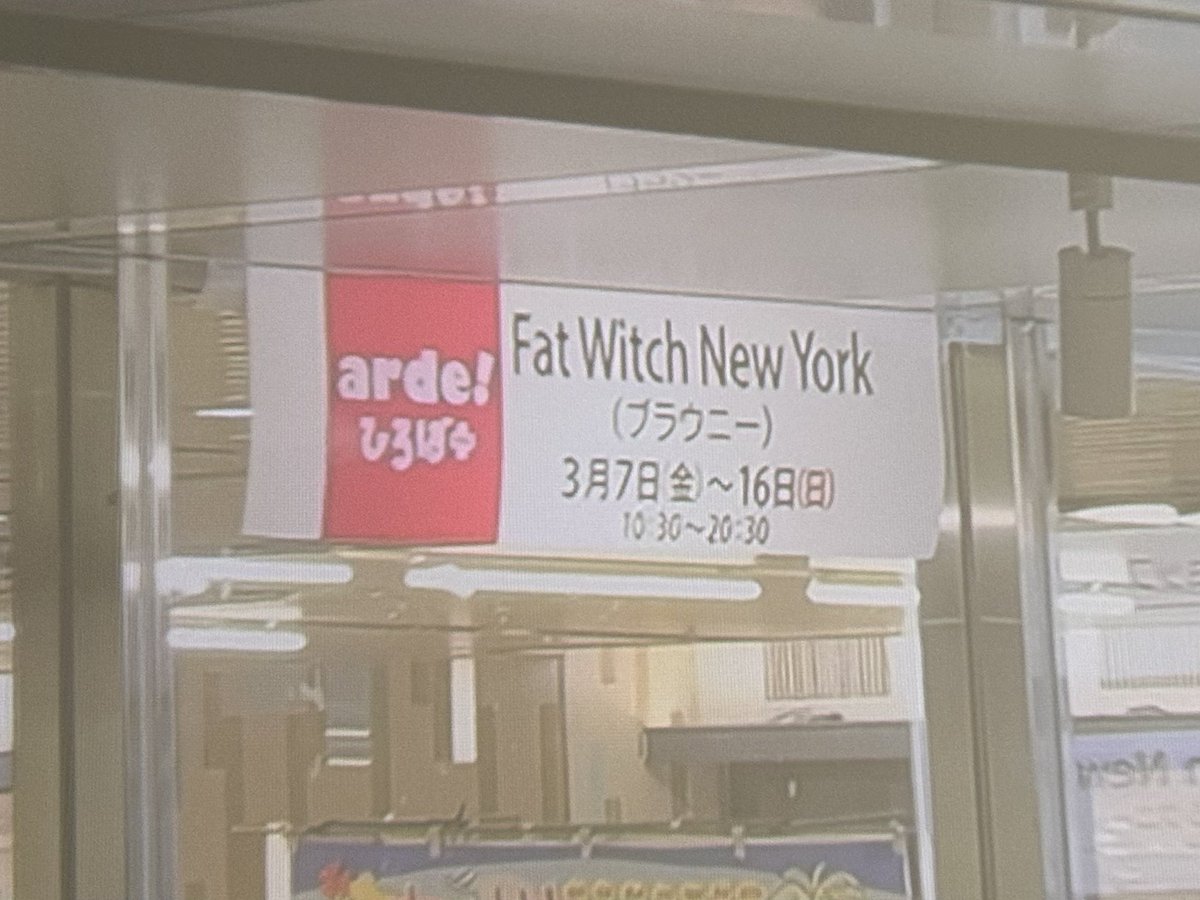 arde!
ひろば
Fat Witch New York
(ブラウニー)
3月7日(金)～16日(日)
10:30～20:30
New